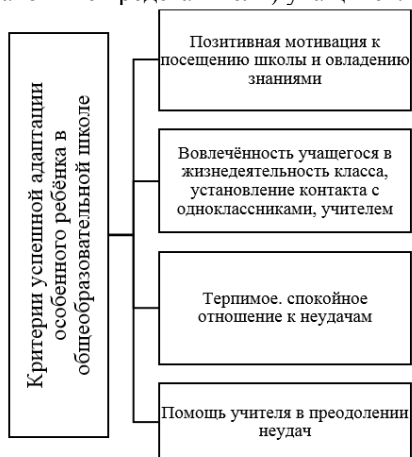 Критерии успешной адаптации
особенного ребёнка в
общеобразовательной школе
Позитивная мотивация к
посещению школы и овладению
знаниями
Вовлечённость учащегося в
жизнедеятельность класса,
установление контакта с
одноклассниками, учителем
Терпимое. спокойное
отношение к неудачам
Помощь учителя в преодолении
неудач